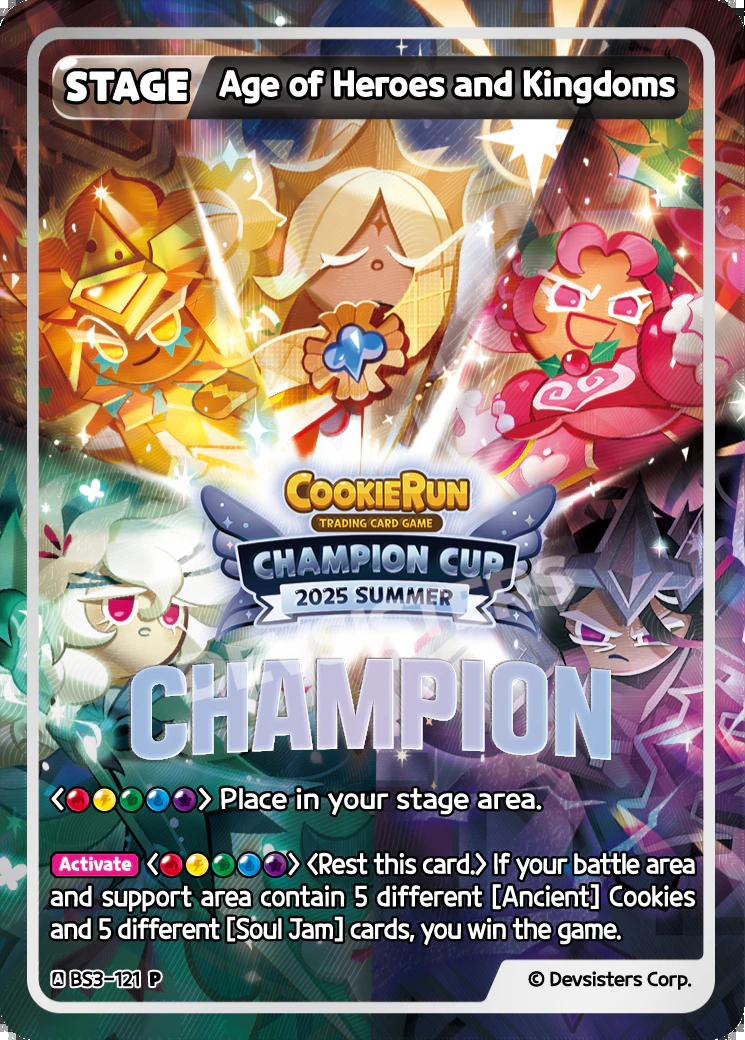 STAGE Age of Heroes and Kingdoms
COOKIERUN
TRADING CARD GAME
CHAMPION CUP
2025 SUMMER
CHAMPION
< > Place in your stage area.
Activate < > <Rest this card.> If your battle area
and support area contain 5 different [Ancient] Cookies
and 5 different [Soul Jam] cards, you win the game.
A BS3-121 P © Devsisters Corp.